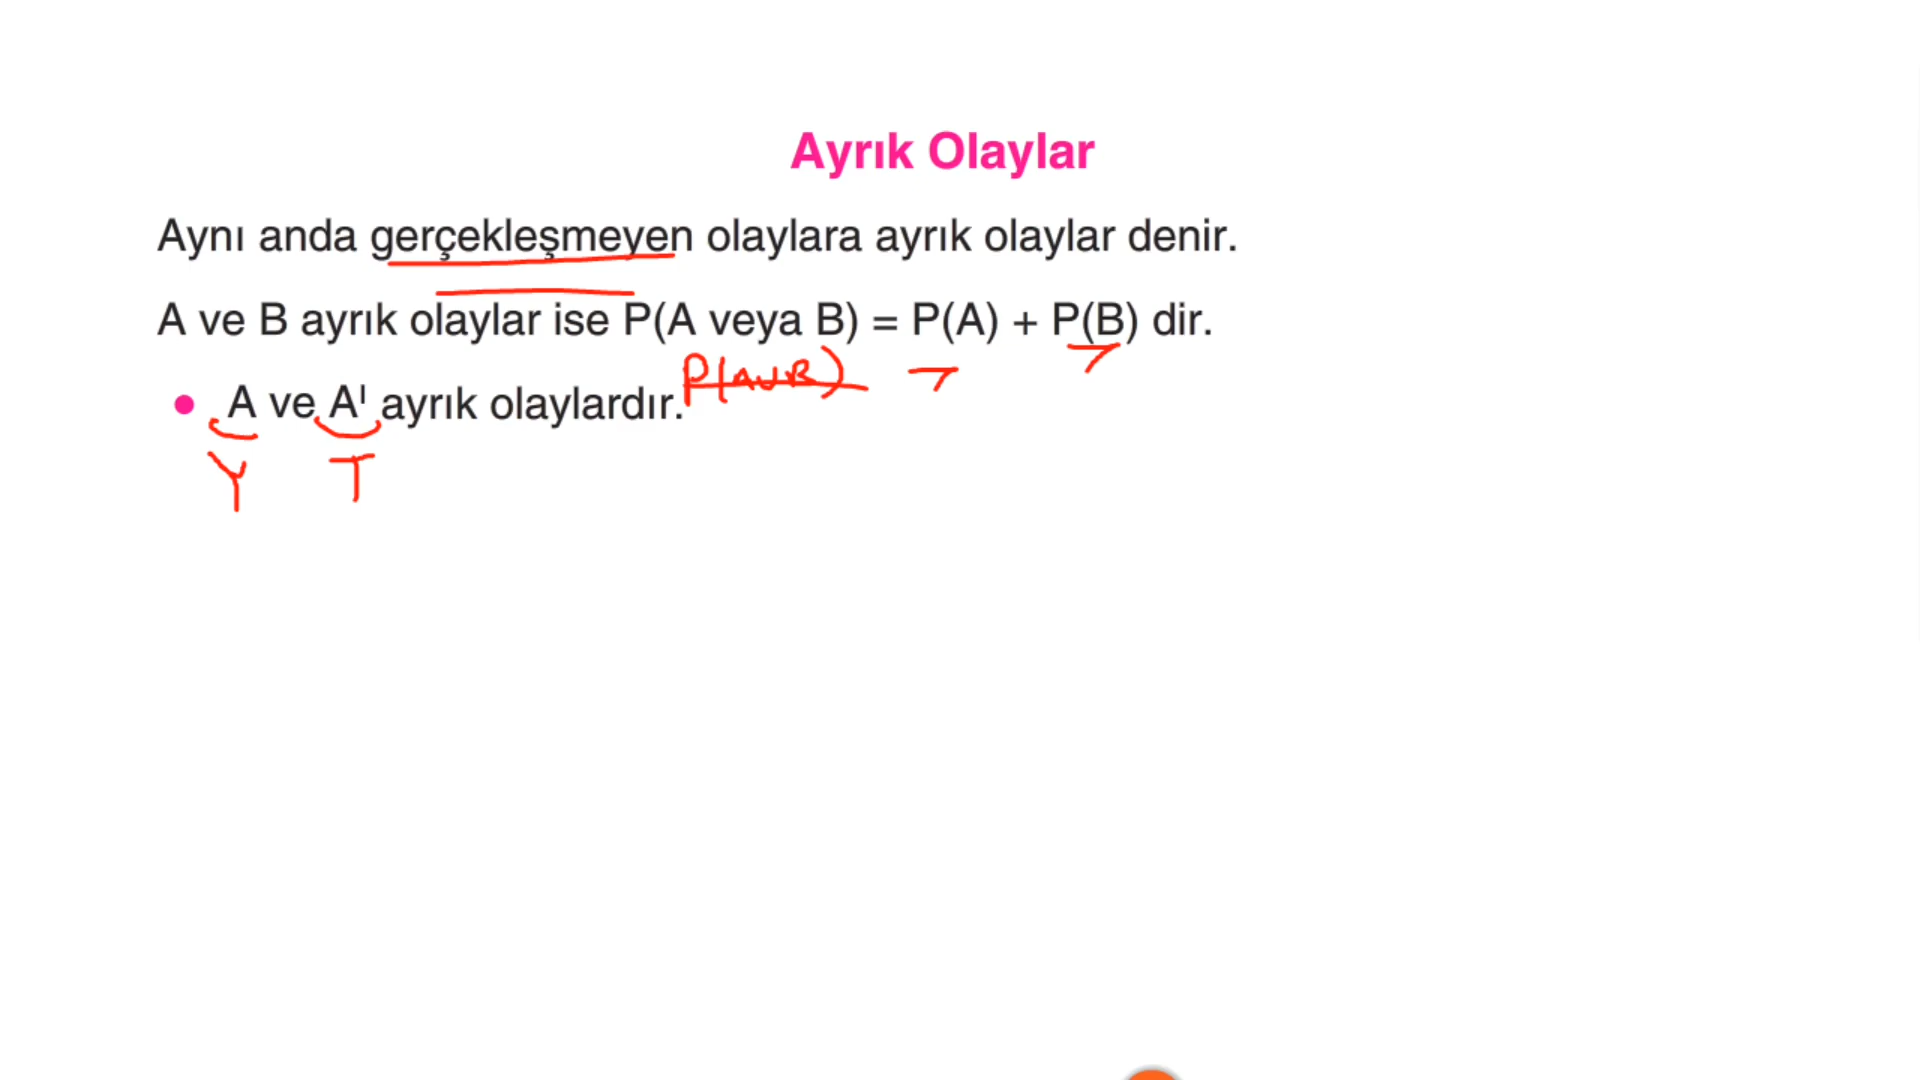 Ayrık Olaylar
Aynı anda gerçekleşmeyen olaylara ayrık olaylar denir.
A ve B ayrık olaylar ise P(A veya B) = P(A) + P(B) dir.
P(A∪B)
• A ve A' ayrık olaylardır.
Y T